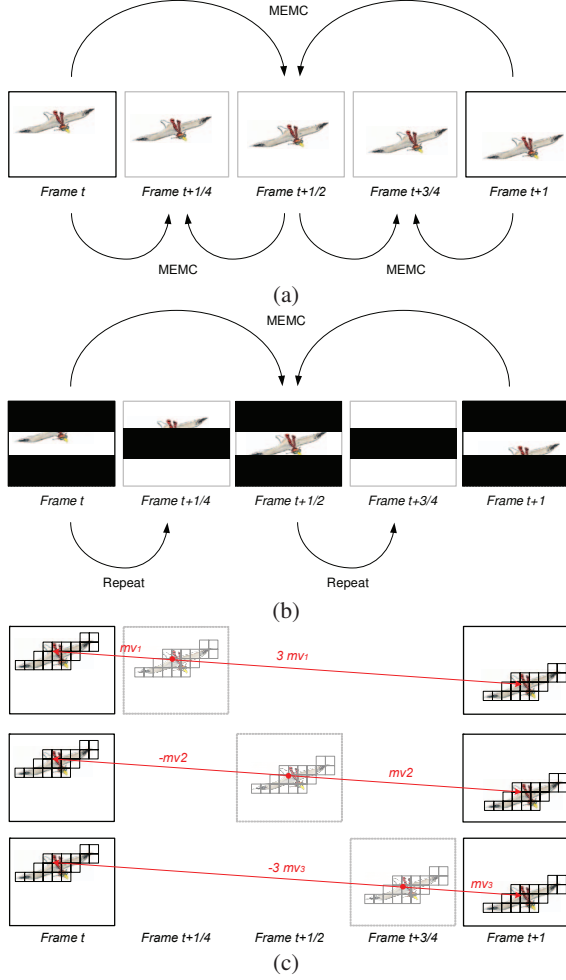 MEMC
Frame t Frame t+1/4 Frame t+1/2 Frame t+3/4 Frame t+1
MEMC MEMC
(a)
MEMC
Frame t Frame t+1/4 Frame t+1/2 Frame t+3/4 Frame t+1
Repeat Repeat
(b)
mv1 3 mv1
-mv2 mv2
-3 mv3 mv3
Frame t Frame t+1/4 Frame t+1/2 Frame t+3/4 Frame t+1
(c)